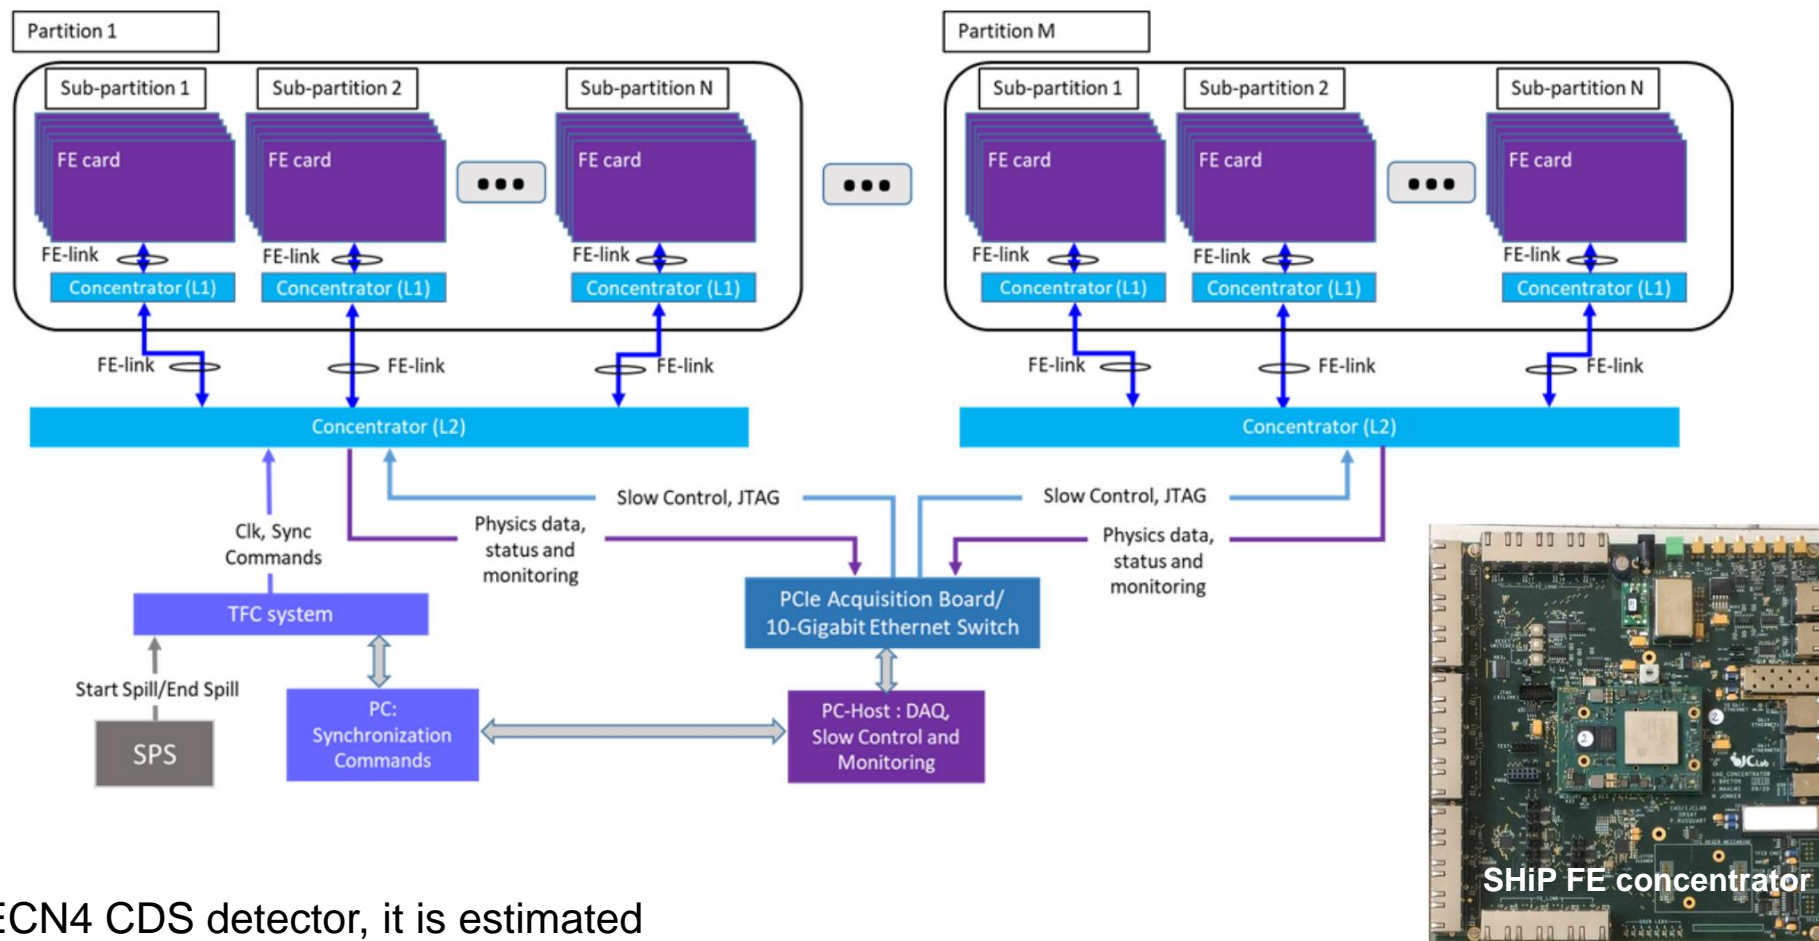 Partition 1
Partition M
Sub-partition 1
Sub-partition 2
Sub-partition N
Sub-partition 1
Sub-partition 2
Sub-partition N
FE card
FE card
FE card
FE card
FE card
FE card
FE-link
FE-link
FE-link
FE-link
FE-link
FE-link
Concentrator (L1)
Concentrator (L1)
Concentrator (L1)
Concentrator (L1)
Concentrator (L1)
Concentrator (L1)
FE-link
FE-link
FE-link
FE-link
FE-link
FE-link
Concentrator (L2)
Concentrator (L2)
Slow Control, JTAG
Slow Control, JTAG
Clk, Sync
Commands
Physics data,
status and
monitoring
Physics data,
status and
monitoring
TFC system
PCIe Acquisition Board/
10-Gigabit Ethernet Switch
Start Spill/End Spill
SPS
PC:
Synchronization
Commands
PC-Host : DAQ,
Slow Control and
Monitoring
SHiP FE concentrator
ECN4 CDS detector, it is estimated